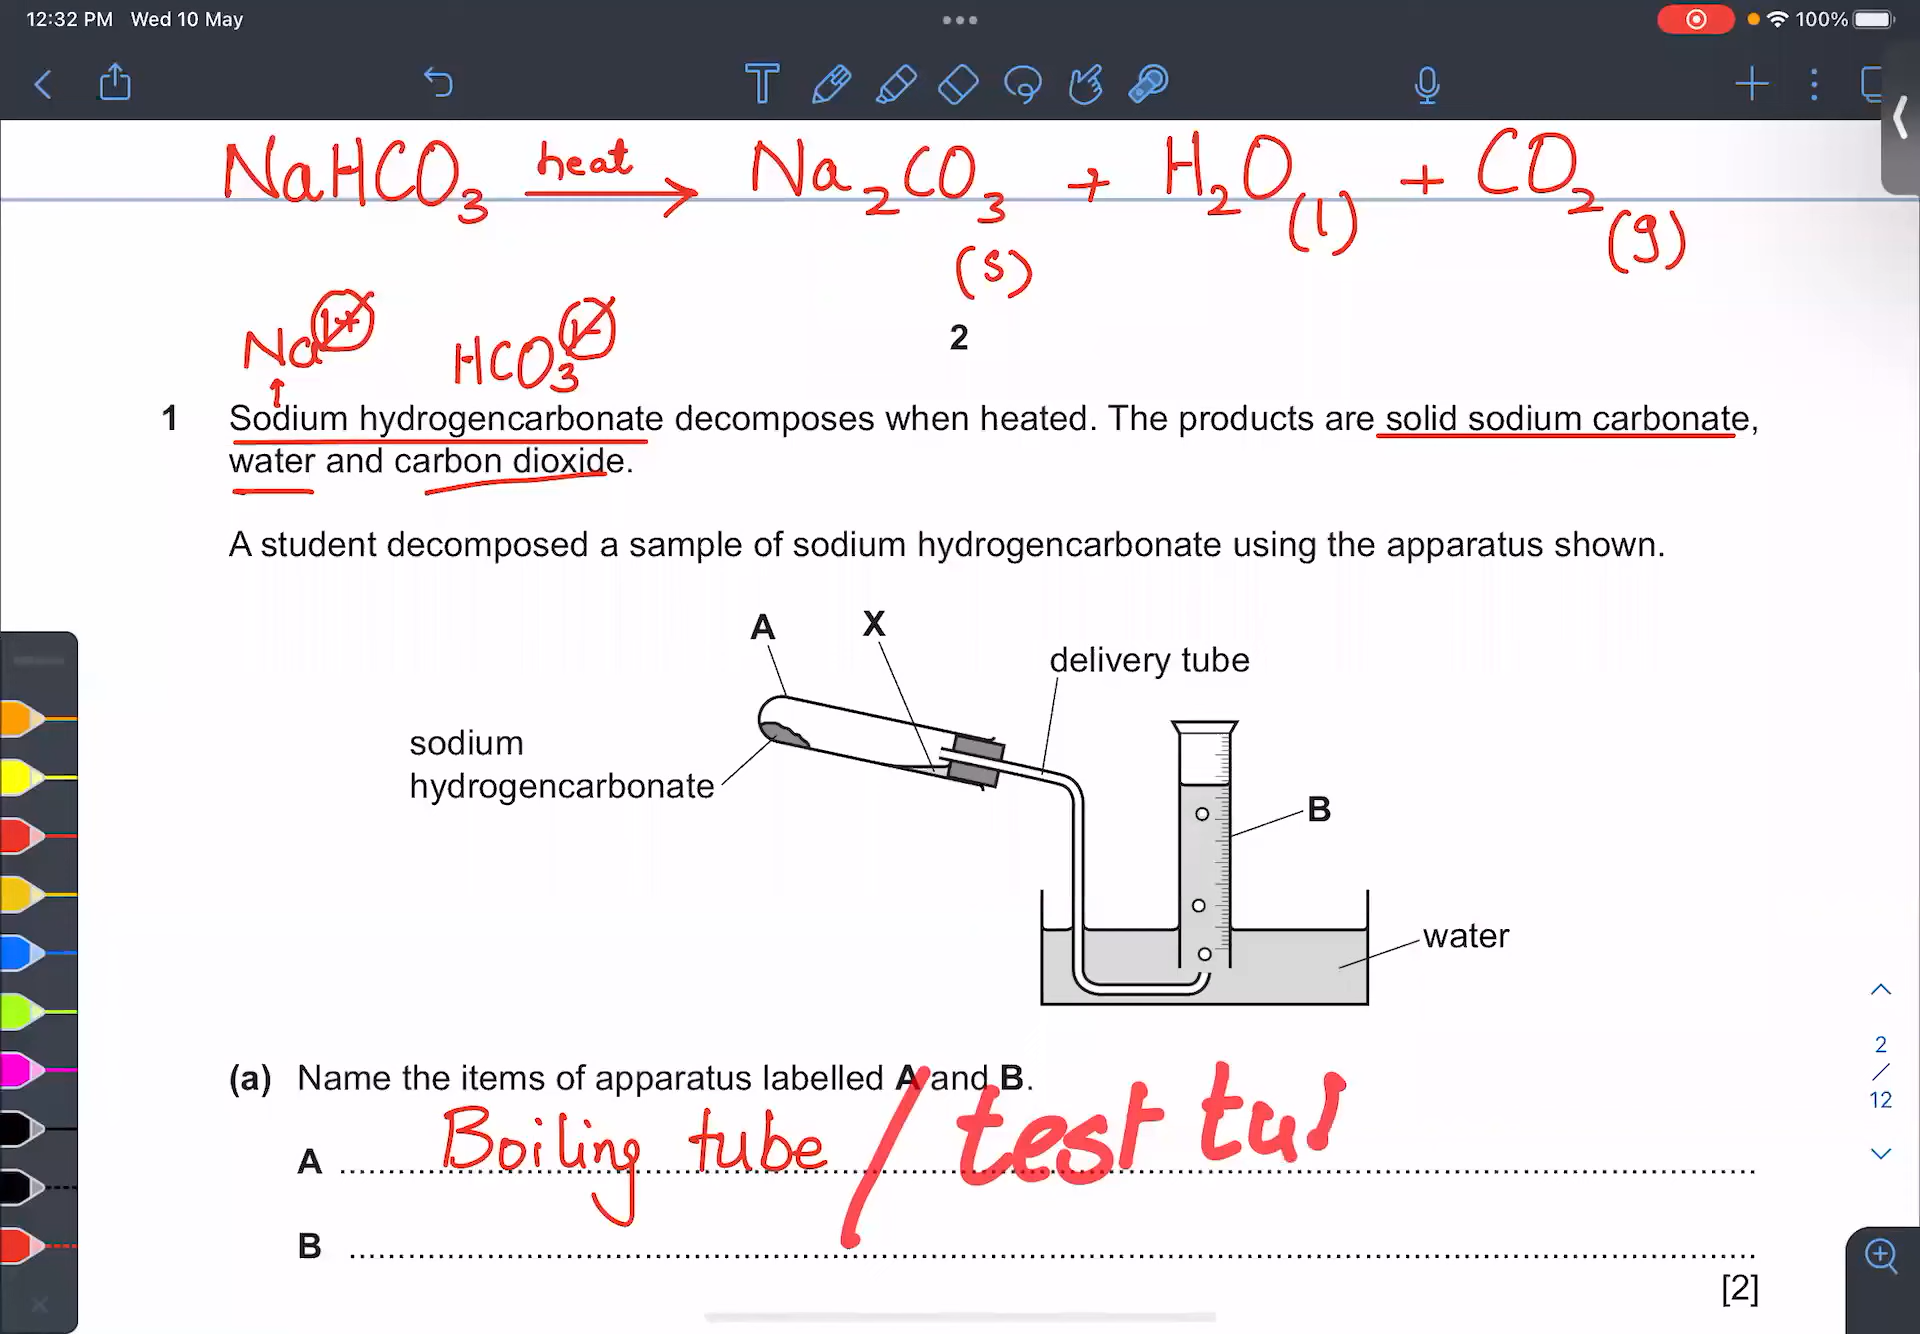 12:32 PM Wed 10 May
100%
NaHCO₃ heat → Na₂CO₃ + H₂O(l) + CO₂(g)
(s)
Na¹⁺ HCO₃¹⁻
2
1 Sodium hydrogencarbonate decomposes when heated. The products are solid sodium carbonate,
water and carbon dioxide.
A student decomposed a sample of sodium hydrogencarbonate using the apparatus shown.
A X
delivery tube
sodium
hydrogencarbonate
B
water
(a) Name the items of apparatus labelled A and B.
A Boiling tube / test
B
[2]
2
/
12